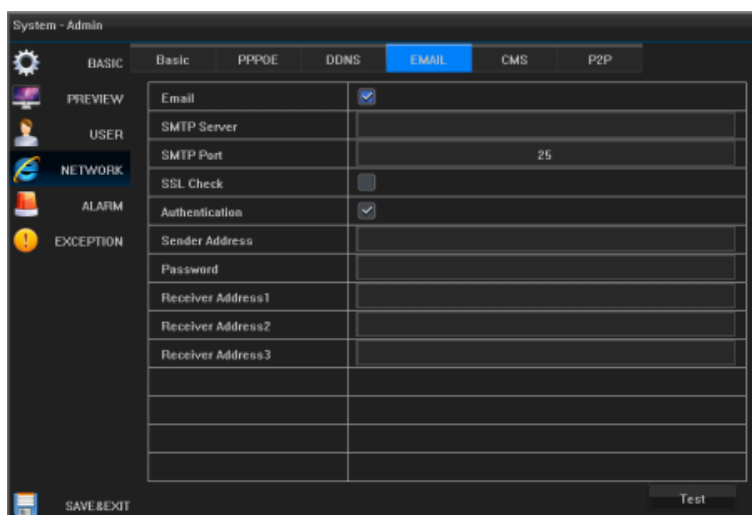 System - Admin
BASIC
PREVIEW
USER
NETWORK
ALARM
EXCEPTION
SAVE&EXIT
Basic PPPOE DDNS EMAIL CMS P2P
Email
SMTP Server
SMTP Port 25
SSL Check
Authentication
Sender Address
Password
Receiver Address1
Receiver Address2
Receiver Address3
Test